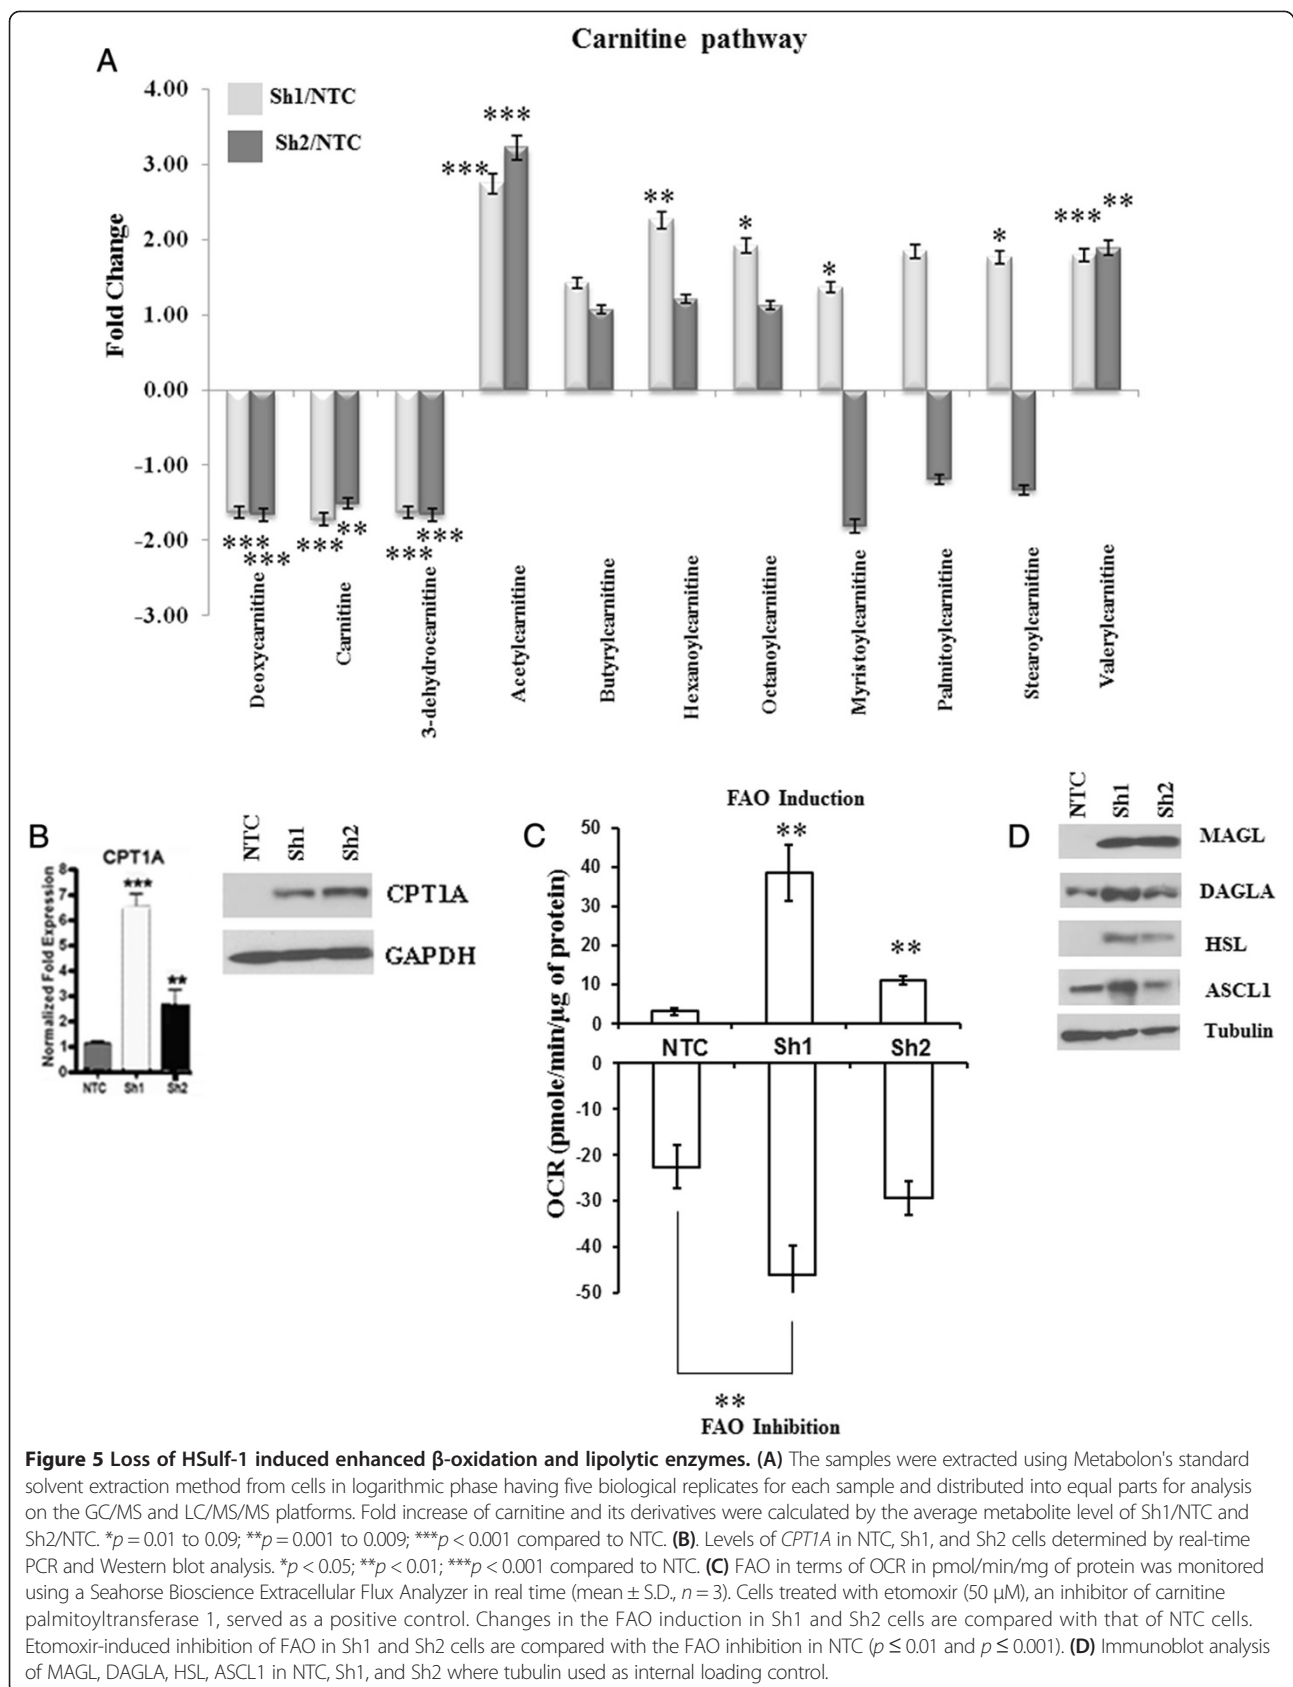 Carnitine pathway
A
Sh1/NTC
Sh2/NTC
Fold Change
4.00
3.00
2.00
1.00
0.00
-1.00
-2.00
-3.00
***
***
**
*
*
*
***
**
***
***
***
**
***
***
Deoxycarnitine
Carnitine
3-dehydrocarnitine
Acetylcarnitine
Butyrylcarnitine
Hexanoylcarnitine
Octanoylcarnitine
Myristoylcarnitine
Palmitoylcarnitine
Stearoylcarnitine
Valerylcarnitine
B
CPT1A
Normalized Fold Expression
8
7
6
5
4
3
2
1
0
***
**
NTC
Sh1
Sh2
NTC
Sh1
Sh2
CPT1A
GAPDH
C
FAO Induction
OCR (pmole/min/µg of protein)
50
40
30
20
10
0
**
**
NTC
Sh1
Sh2
0
-10
-20
-30
-40
-50
**
FAO Inhibition
D
NTC
Sh1
Sh2
MAGL
DAGLA
HSL
ASCL1
Tubulin
Figure 5 Loss of HSulf-1 induced enhanced β-oxidation and lipolytic enzymes. (A) The samples were extracted using Metabolon's standard
solvent extraction method from cells in logarithmic phase having five biological replicates for each sample and distributed into equal parts for analysis
on the GC/MS and LC/MS/MS platforms. Fold increase of carnitine and its derivatives were calculated by the average metabolite level of Sh1/NTC and
Sh2/NTC. *p = 0.01 to 0.09; **p = 0.001 to 0.009; ***p < 0.001 compared to NTC. (B). Levels of CPT1A in NTC, Sh1, and Sh2 cells determined by real-time
PCR and Western blot analysis. *p < 0.05; **p < 0.01; ***p < 0.001 compared to NTC. (C) FAO in terms of OCR in pmol/min/mg of protein was monitored
using a Seahorse Bioscience Extracellular Flux Analyzer in real time (mean ± S.D., n = 3). Cells treated with etomoxir (50 µM), an inhibitor of carnitine
palmitoyltransferase 1, served as a positive control. Changes in the FAO induction in Sh1 and Sh2 cells are compared with that of NTC cells.
Etomoxir-induced inhibition of FAO in Sh1 and Sh2 cells are compared with the FAO inhibition in NTC (p ≤ 0.01 and p ≤ 0.001). (D) Immunoblot analysis
of MAGL, DAGLA, HSL, ASCL1 in NTC, Sh1, and Sh2 where tubulin used as internal loading control.